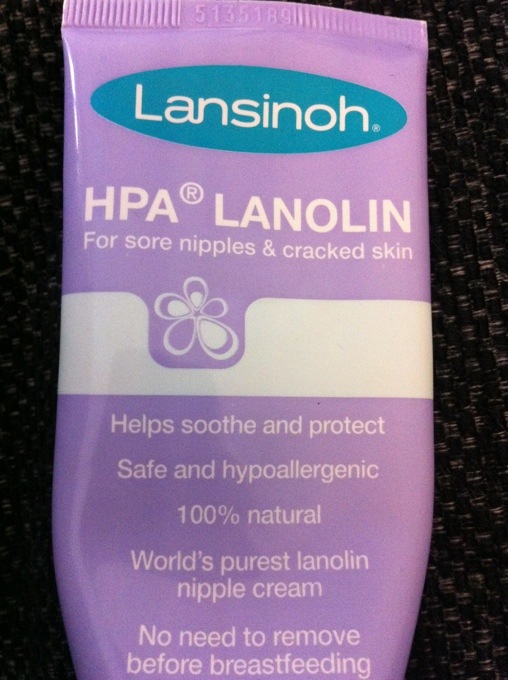 5135189
Lansinoh®
HPA® LANOLIN
For sore nipples & cracked skin
Helps soothe and protect
Safe and hypoallergenic
100% natural
World's purest lanolin
nipple cream
No need to remove
before breastfeeding